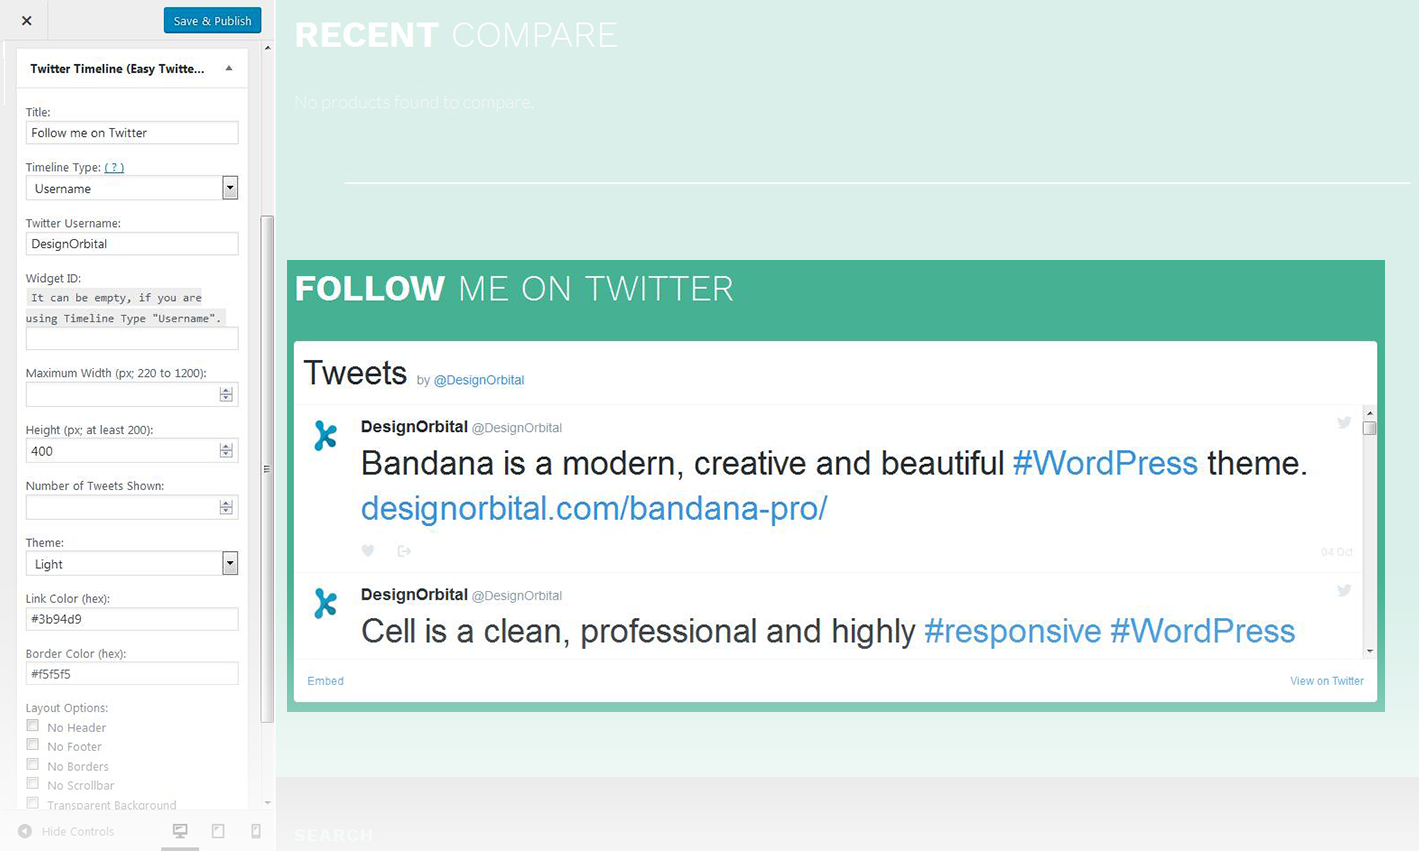 Save & Publish
Twitter Timeline (Easy Twitte...
Title:
Follow me on Twitter
Timeline Type: ( ? )
Username
Twitter Username:
DesignOrbital
Widget ID:
It can be empty, if you are
using Timeline Type "Username".
Maximum Width (px; 220 to 1200):
Height (px; at least 200):
400
Number of Tweets Shown:
Theme:
Light
Link Color (hex):
#3b94d9
Border Color (hex):
#f5f5f5
Layout Options:
No Header
No Footer
No Borders
No Scrollbar
Transparent Background
Hide Controls
RECENT COMPARE
No products found to compare.
FOLLOW ME ON TWITTER
Tweets by @DesignOrbital
DesignOrbital @DesignOrbital
Bandana is a modern, creative and beautiful #WordPress theme.
designorbital.com/bandana-pro/
04 Oct
DesignOrbital @DesignOrbital
Cell is a clean, professional and highly #responsive #WordPress
Embed
View on Twitter
SEARCH